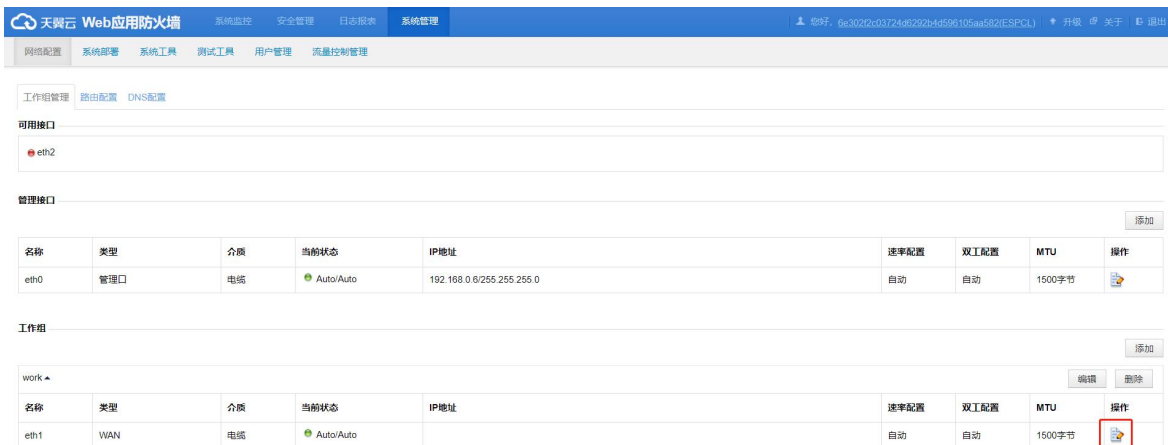 天翼云 Web应用防火墙 系统监控 安全管理 日志报表 系统管理 您好, 6e302f2c03724d6292b4d596105aa582(ESPCL) 升级 关于 退出
网络配置 系统部署 系统工具 测试工具 用户管理 流量控制管理
工作组管理 路由配置 DNS配置
可用接口
eth2
管理接口
添加
名称 类型 介质 当前状态 IP地址 速率配置 双工配置 MTU 操作
eth0 管理口 电缆 Auto/Auto 192.168.0.6/255.255.255.0 自动 自动 1500字节
工作组
添加
work 编辑 删除
名称 类型 介质 当前状态 IP地址 速率配置 双工配置 MTU 操作
eth1 WAN 电缆 Auto/Auto 自动 自动 1500字节